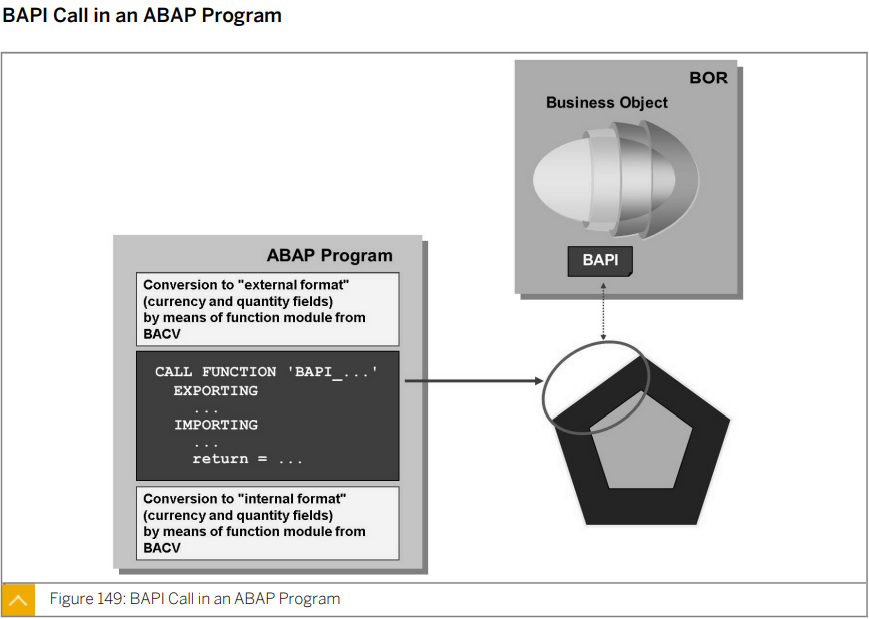 BAPI Call in an ABAP Program
BOR
Business Object
BAPI
ABAP Program
Conversion to "external format"
(currency and quantity fields)
by means of function module from
BACV
CALL FUNCTION 'BAPI_...'
EXPORTING
...
IMPORTING
...
return = ...
Conversion to "internal format"
(currency and quantity fields)
by means of function module from
BACV
Figure 149: BAPI Call in an ABAP Program